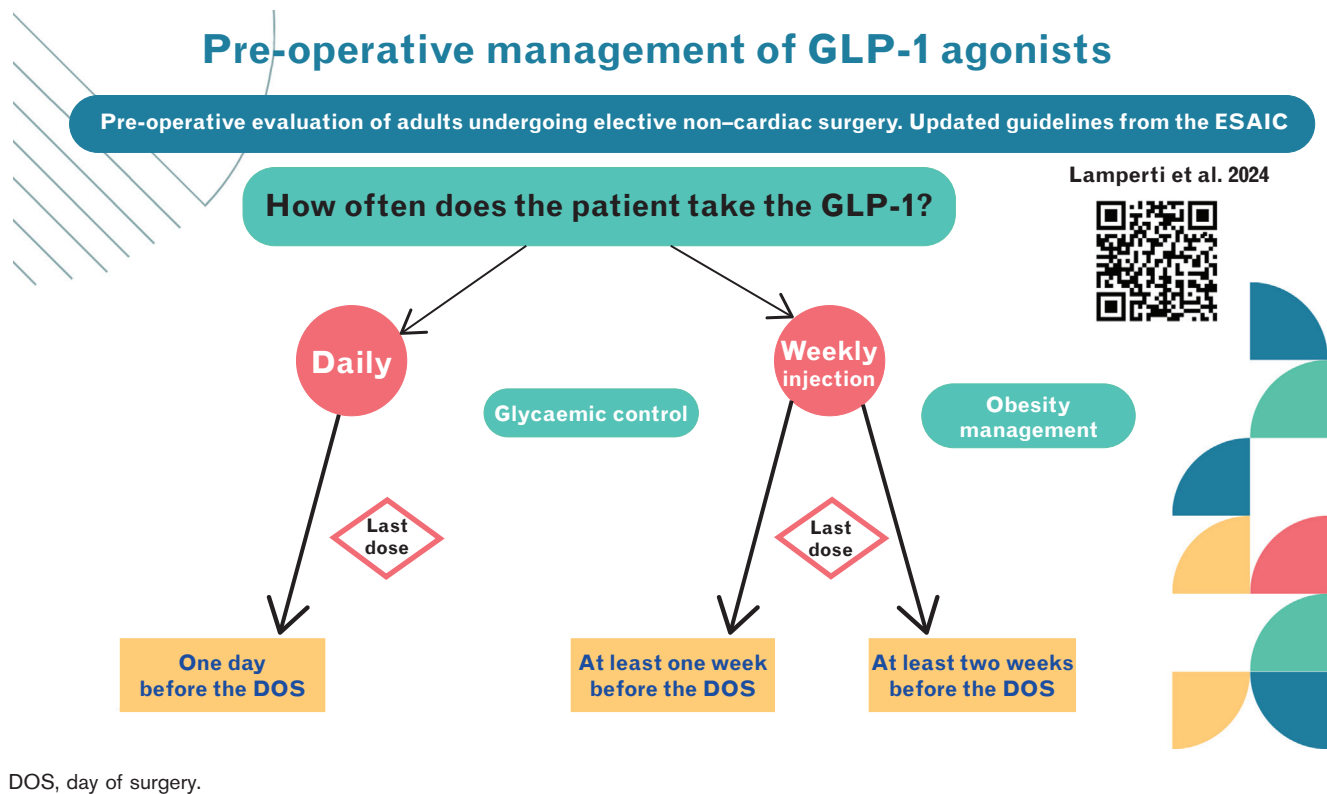 Pre-operative management of GLP-1 agonists
Pre-operative evaluation of adults undergoing elective non–cardiac surgery. Updated guidelines from the ESAIC
Lamperti et al. 2024
How often does the patient take the GLP-1?
Daily
Weekly
injection
Glycaemic control
Obesity
management
Last
dose
Last
dose
One day
before the DOS
At least one week
before the DOS
At least two weeks
before the DOS
DOS, day of surgery.